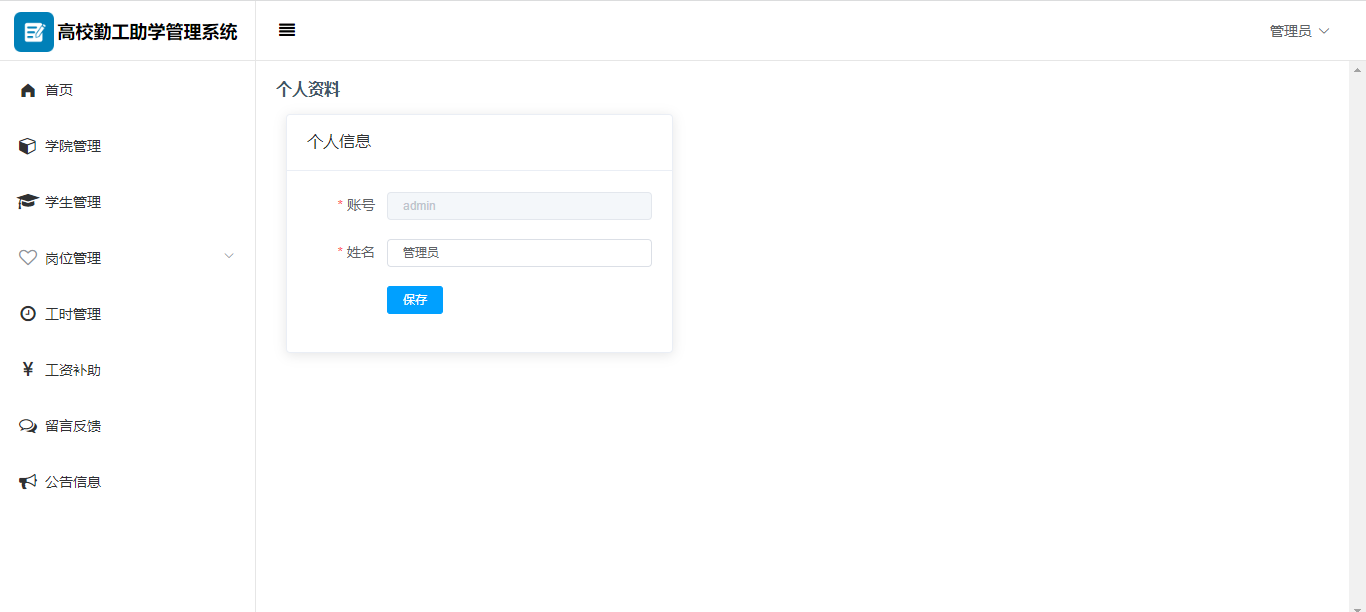 高校勤工助学管理系统
管理员
首页
学院管理
学生管理
岗位管理
工时管理
工资补助
留言反馈
公告信息
个人资料
个人信息
* 账号 admin
* 姓名 管理员
保存